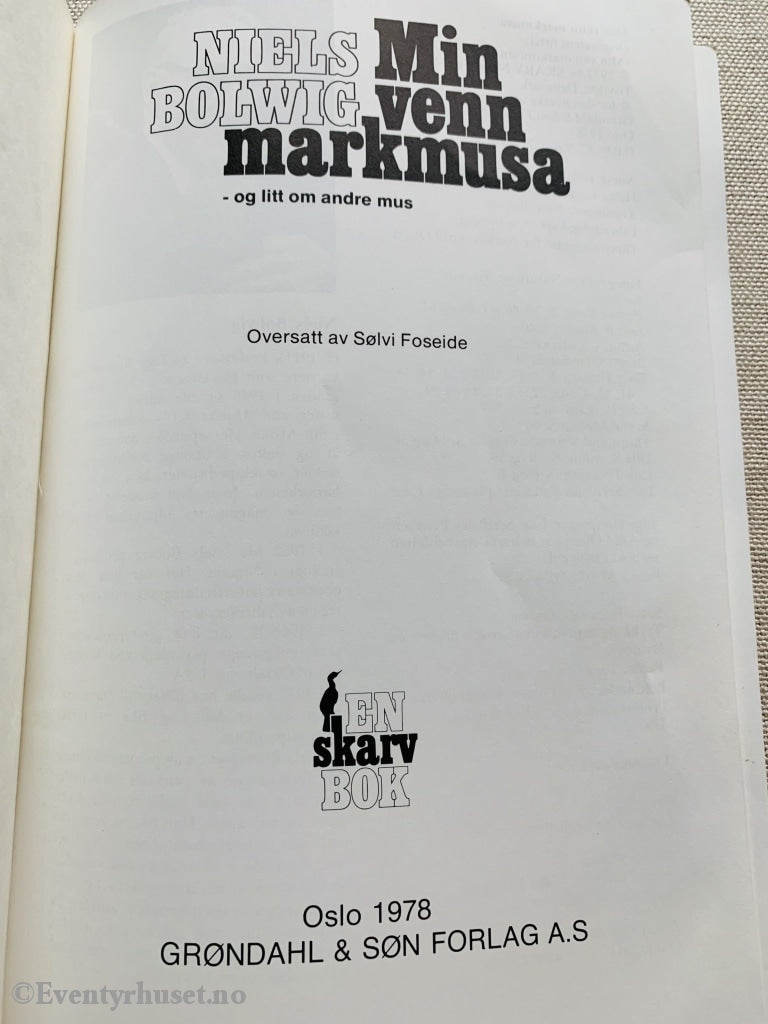 NIELS
BOLWIG
Min
venn
markmusa
- og litt om andre mus
Oversatt av Sølvi Foseide
EN
skarv
BOK
Oslo 1978
GRØNDAHL & SØN FORLAG A.S
©Eventyrhuset.no